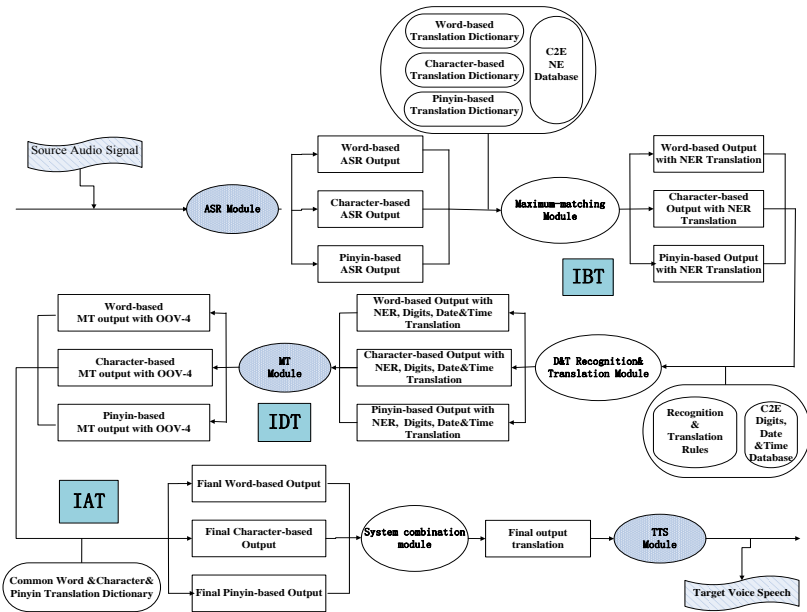 Word-based
Translation Dictionary
Character-based
Translation Dictionary
Pinyin-based
Translation Dictionary
C2E
NE
Database
Source Audio Signal
ASR Module
Word-based
ASR Output
Character-based
ASR Output
Pinyin-based
ASR Output
Maximum-matching
Module
Word-based Output
with NER Translation
Character-based
Output with NER
Translation
Pinyin-based Output
with NER Translation
IBT
Word-based
MT output with OOV-4
Character-based
MT output with OOV-4
Pinyin-based
MT output with OOV-4
MT
Module
IDT
Word-based Output with
NER, Digits, Date&Time
Translation
Character-based Output with
NER, Digits, Date&Time
Translation
Pinyin-based Output with
NER, Digits, Date&Time
Translation
D&T Recognition&
Translation Module
Recognition
&
Translation
Rules
C2E
Digits,
Date
&Time
Database
IAT
Common Word &Character&
Pinyin Translation Dictionary
Fianl Word-based Output
Final Character-based
Output
Final Pinyin-based Output
System combination
module
Final output
translation
TTS
Module
Target Voice Speech